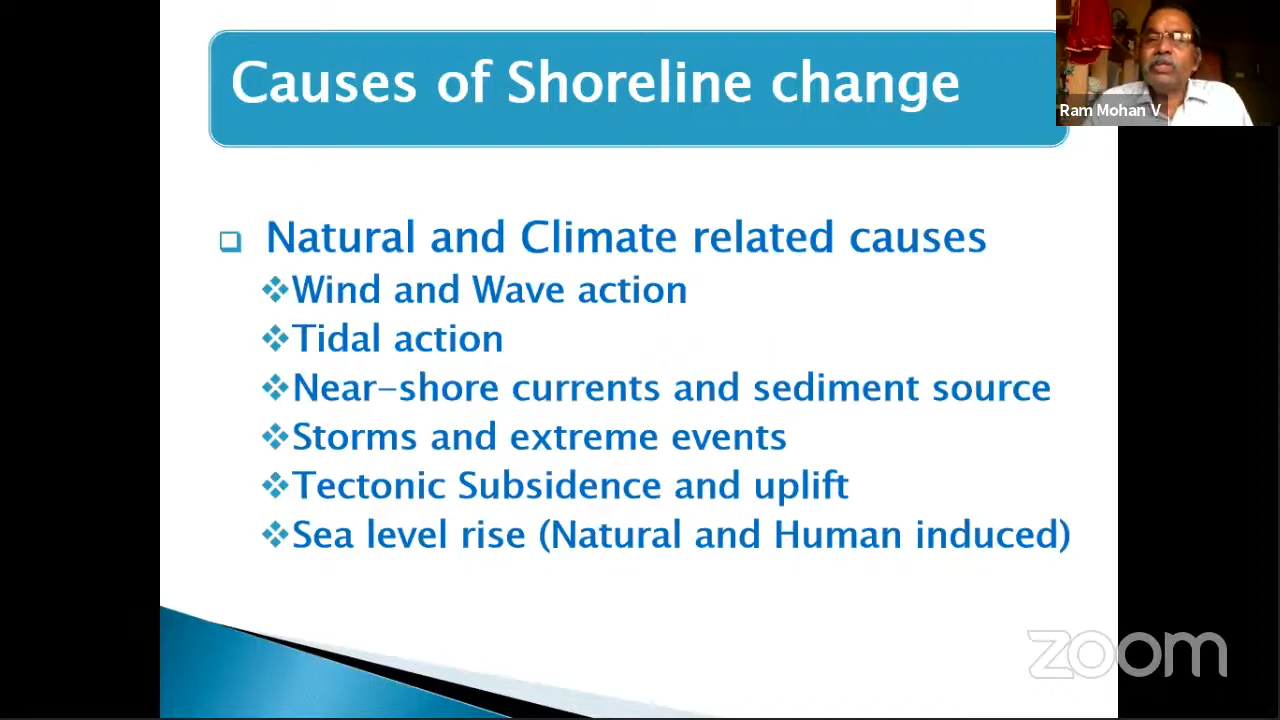 Causes of Shoreline change
Ram Mohan V
Natural and Climate related causes
Wind and Wave action
Tidal action
Near-shore currents and sediment source
Storms and extreme events
Tectonic Subsidence and uplift
Sea level rise (Natural and Human induced)
zoom